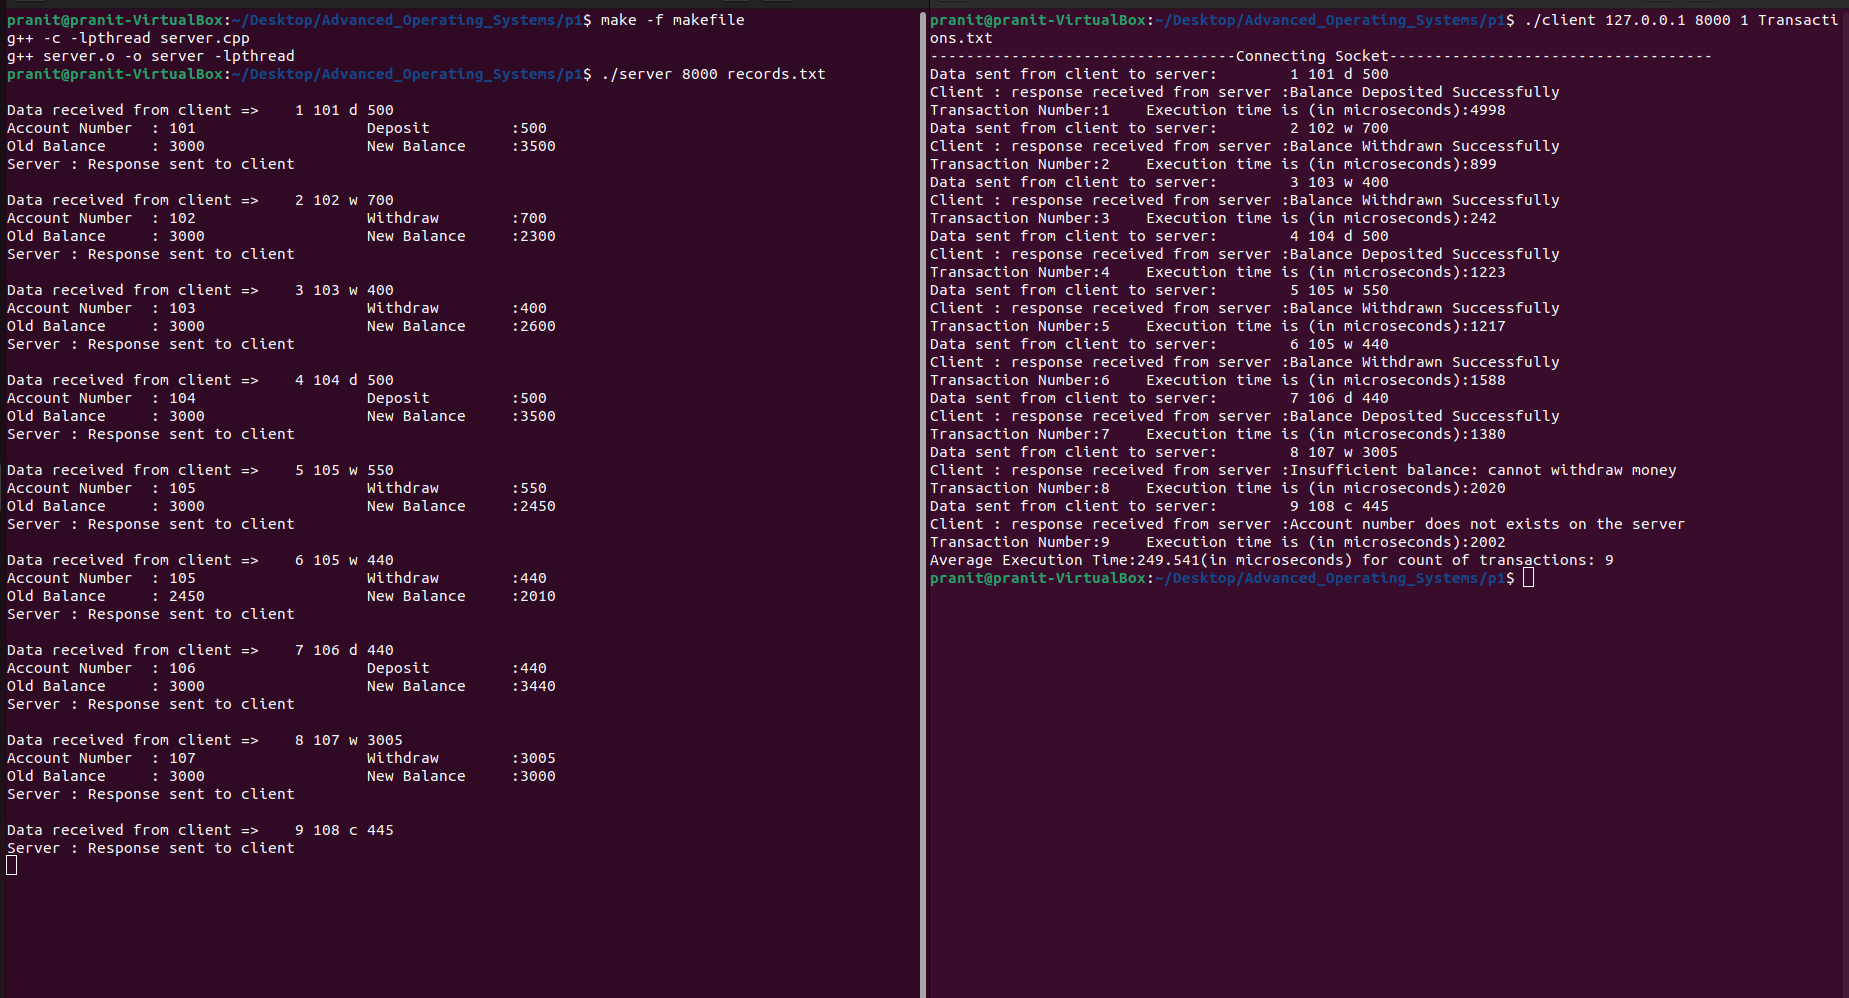 pranit@pranit-VirtualBox:~/Desktop/Advanced_Operating_Systems/p1$ make -f makefile
g++ -c -lpthread server.cpp
g++ server.o -o server -lpthread
pranit@pranit-VirtualBox:~/Desktop/Advanced_Operating_Systems/p1$ ./server 8000 records.txt

Data received from client =>    1 101 d 500
Account Number  : 101                   Deposit         :500
Old Balance     : 3000                  New Balance     :3500
Server : Response sent to client

Data received from client =>    2 102 w 700
Account Number  : 102                   Withdraw        :700
Old Balance     : 3000                  New Balance     :2300
Server : Response sent to client

Data received from client =>    3 103 w 400
Account Number  : 103                   Withdraw        :400
Old Balance     : 3000                  New Balance     :2600
Server : Response sent to client

Data received from client =>    4 104 d 500
Account Number  : 104                   Deposit         :500
Old Balance     : 3000                  New Balance     :3500
Server : Response sent to client

Data received from client =>    5 105 w 550
Account Number  : 105                   Withdraw        :550
Old Balance     : 3000                  New Balance     :2450
Server : Response sent to client

Data received from client =>    6 105 w 440
Account Number  : 105                   Withdraw        :440
Old Balance     : 2450                  New Balance     :2010
Server : Response sent to client

Data received from client =>    7 106 d 440
Account Number  : 106                   Deposit         :440
Old Balance     : 3000                  New Balance     :3440
Server : Response sent to client

Data received from client =>    8 107 w 3005
Account Number  : 107                   Withdraw        :3005
Old Balance     : 3000                  New Balance     :3000
Server : Response sent to client

Data received from client =>    9 108 c 445
Server : Response sent to client
pranit@pranit-VirtualBox:~/Desktop/Advanced_Operating_Systems/p1$ ./client 127.0.0.1 8000 1 Transacti
ons.txt
----------------------------------Connecting Socket------------------------------------
Data sent from client to server:        1 101 d 500
Client : response received from server :Balance Deposited Successfully
Transaction Number:1    Execution time is (in microseconds):4998
Data sent from client to server:        2 102 w 700
Client : response received from server :Balance Withdrawn Successfully
Transaction Number:2    Execution time is (in microseconds):899
Data sent from client to server:        3 103 w 400
Client : response received from server :Balance Withdrawn Successfully
Transaction Number:3    Execution time is (in microseconds):242
Data sent from client to server:        4 104 d 500
Client : response received from server :Balance Deposited Successfully
Transaction Number:4    Execution time is (in microseconds):1223
Data sent from client to server:        5 105 w 550
Client : response received from server :Balance Withdrawn Successfully
Transaction Number:5    Execution time is (in microseconds):1217
Data sent from client to server:        6 105 w 440
Client : response received from server :Balance Withdrawn Successfully
Transaction Number:6    Execution time is (in microseconds):1588
Data sent from client to server:        7 106 d 440
Client : response received from server :Balance Deposited Successfully
Transaction Number:7    Execution time is (in microseconds):1380
Data sent from client to server:        8 107 w 3005
Client : response received from server :Insufficient balance: cannot withdraw money
Transaction Number:8    Execution time is (in microseconds):2020
Data sent from client to server:        9 108 c 445
Client : response received from server :Account number does not exists on the server
Transaction Number:9    Execution time is (in microseconds):2002
Average Execution Time:249.541(in microseconds) for count of transactions: 9
pranit@pranit-VirtualBox:~/Desktop/Advanced_Operating_Systems/p1$